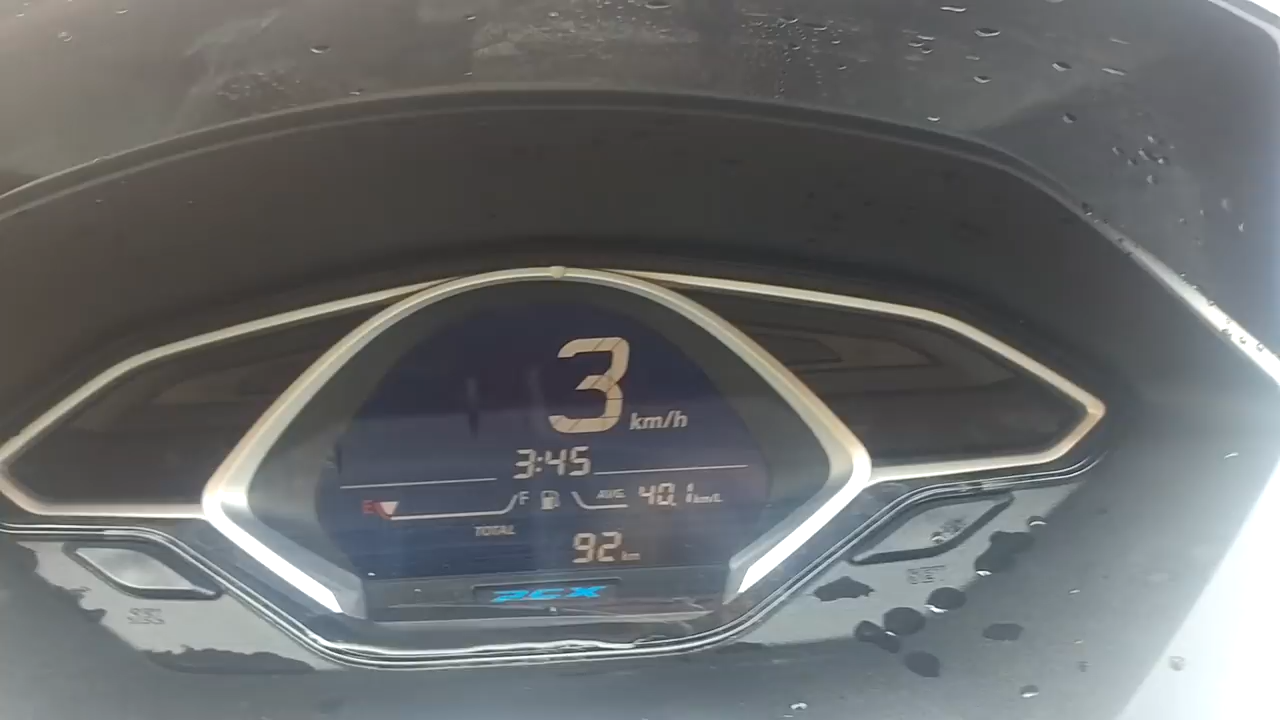 3 km/h
3:45
E F AVG. 40.1 km/L
TOTAL 92 km
PCX
SEL SET